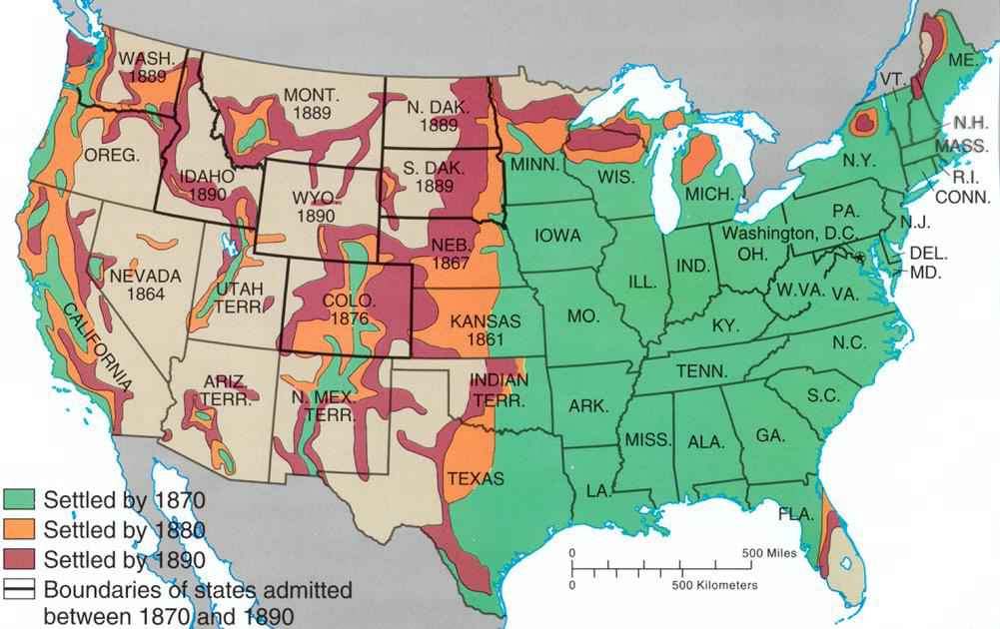 WASH.
1889
MONT.
1889
N. DAK.
1889
MINN.
VT.
ME.
N.H.
MASS.
R.I.
CONN.
OREG.
IDAHO
1890
S. DAK.
1889
WIS.
MICH.
N.Y.
WYO.
1890
PA.
N.J.
NEVADA
1864
UTAH
TERR.
NEB.
1867
IOWA
ILL.
IND.
OH.
Washington, D.C.
DEL.
MD.
W.VA.
VA.
CALIFORNIA
COLO.
1876
KANSAS
1861
MO.
KY.
N.C.
ARIZ.
TERR.
N. MEX.
TERR.
INDIAN
TERR.
ARK.
TENN.
S.C.
TEXAS
LA.
MISS.
ALA.
GA.
FLA.
Settled by 1870
Settled by 1880
Settled by 1890
Boundaries of states admitted
between 1870 and 1890
0 500 Miles
0 500 Kilometers